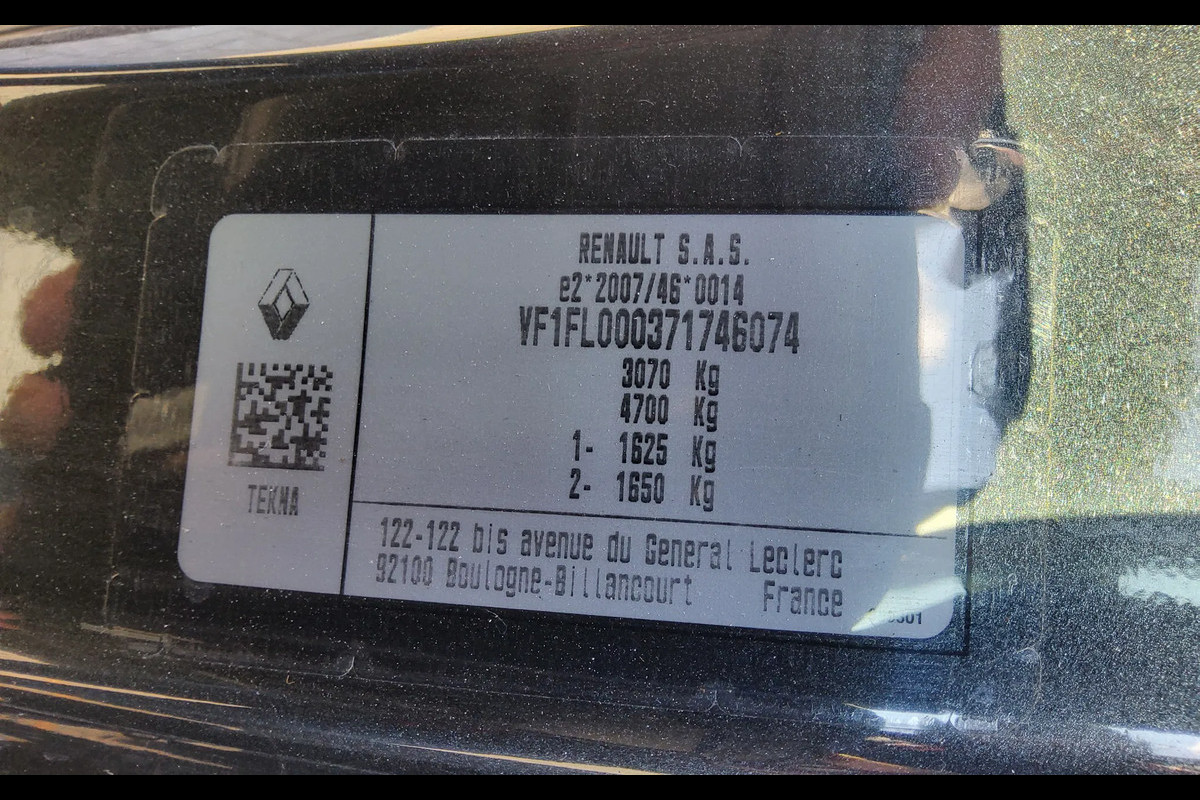 RENAULT S.A.S.
e2*2007/46*0014
VF1FL000371746074
3070 Kg
4700 Kg
1- 1625 Kg
2- 1650 Kg
TEKNA
122-122 bis avenue du General Leclerc
92100 Boulogne-Billancourt France